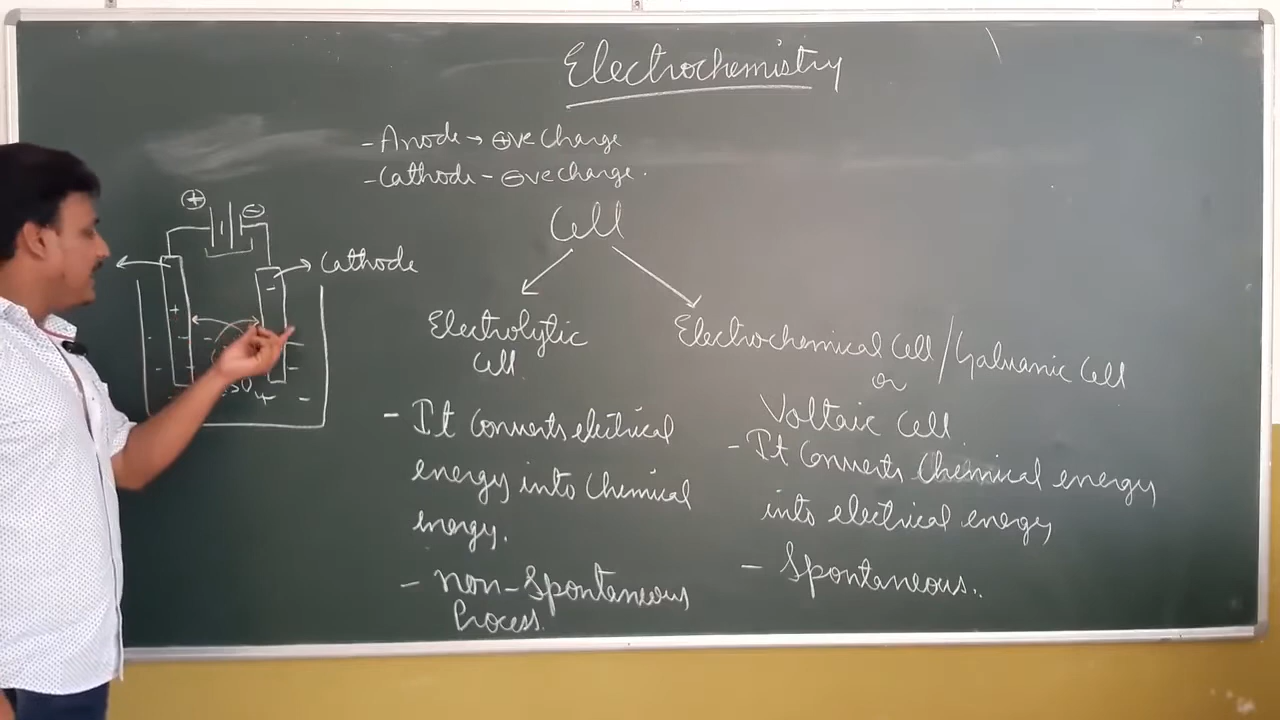 Electrochemistry
- Anode → ⊕ve charge
- Cathode - ⊖ve charge.
Cell
⊕ ⊖
Cathode
+ -
Electrolytic
Cell.
Electrochemical Cell / Galvanic Cell
or
Voltaic Cell.
- It Converts electrical
energy into Chemical
energy.
- non-Spontaneous
Process.
- It Converts Chemical energy
into electrical energy
- Spontaneous..